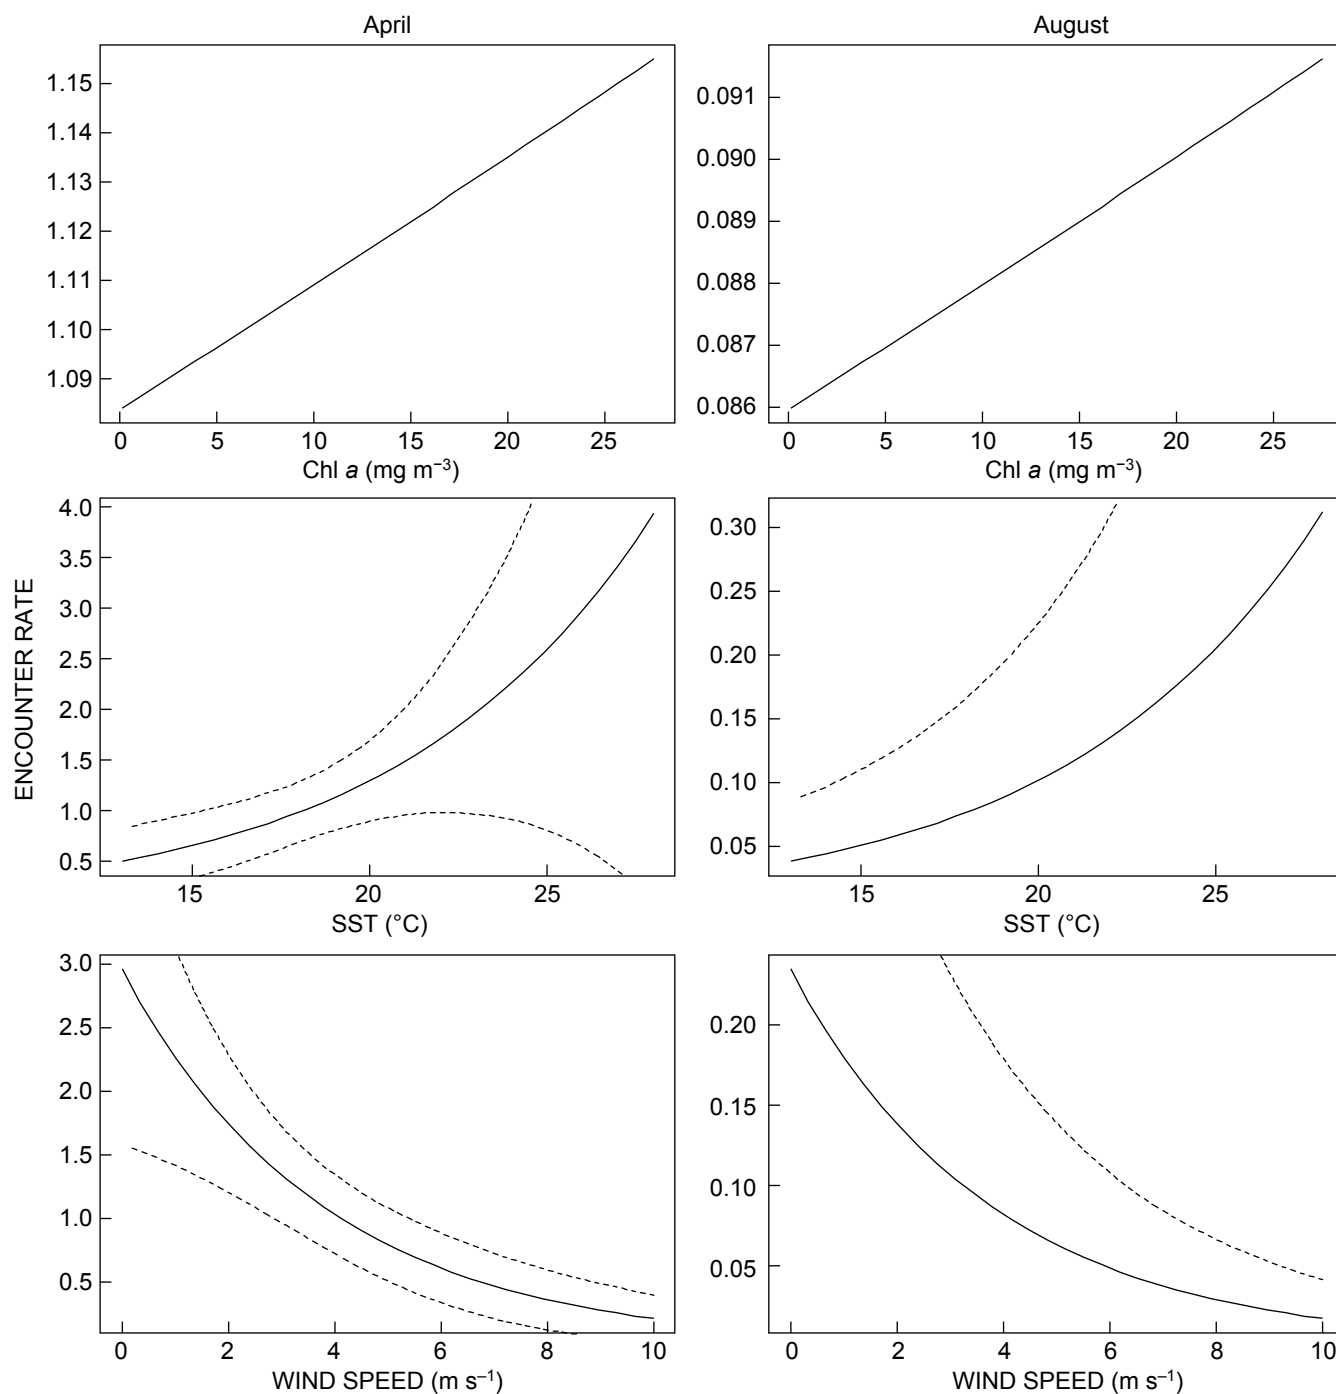 April
August
1.15
1.14
1.13
1.12
1.11
1.10
1.09
0 5 10 15 20 25
Chl a (mg m⁻³)
0.091
0.090
0.089
0.088
0.087
0.086
0 5 10 15 20 25
Chl a (mg m⁻³)
ENCOUNTER RATE
4.0
3.5
3.0
2.5
2.0
1.5
1.0
0.5
15 20 25
SST (°C)
0.30
0.25
0.20
0.15
0.10
0.05
15 20 25
SST (°C)
3.0
2.5
2.0
1.5
1.0
0.5
0 2 4 6 8 10
WIND SPEED (m s⁻¹)
0.20
0.15
0.10
0.05
0 2 4 6 8 10
WIND SPEED (m s⁻¹)